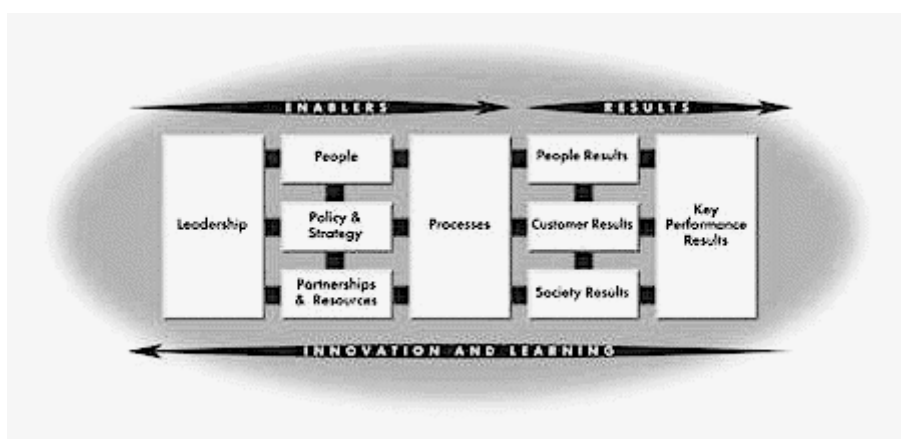 ENABLERS
RESULTS
Leadership
People
Policy &
Strategy
Partnerships
& Resources
Processes
People Results
Customer Results
Society Results
Key
Performance
Results
INNOVATION AND LEARNING